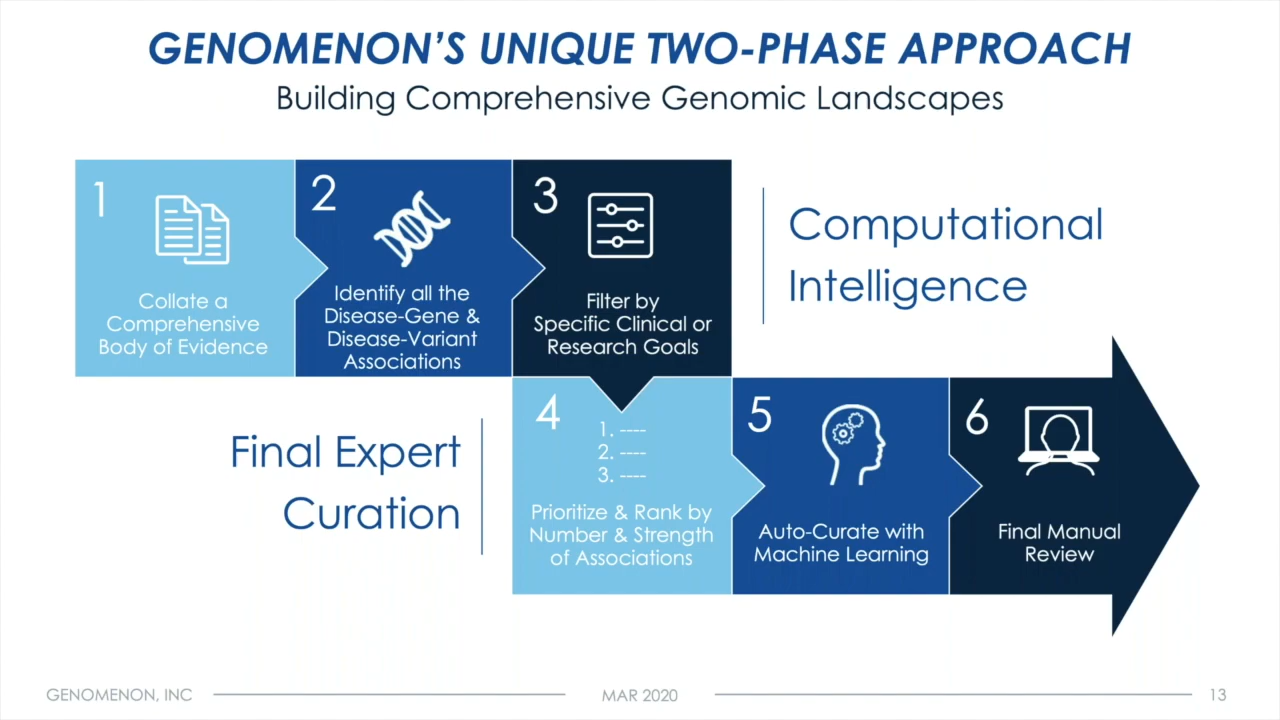 GENOMENON'S UNIQUE TWO-PHASE APPROACH
Building Comprehensive Genomic Landscapes
1
Collate a
Comprehensive
Body of Evidence
2
Identify all the
Disease-Gene &
Disease-Variant
Associations
3
Filter by
Specific Clinical or
Research Goals
Computational
Intelligence
Final Expert
Curation
4
1. ----
2. ----
3. ----
Prioritize & Rank by
Number & Strength
of Associations
5
Auto-Curate with
Machine Learning
6
Final Manual
Review
GENOMENON, INC
MAR 2020
13